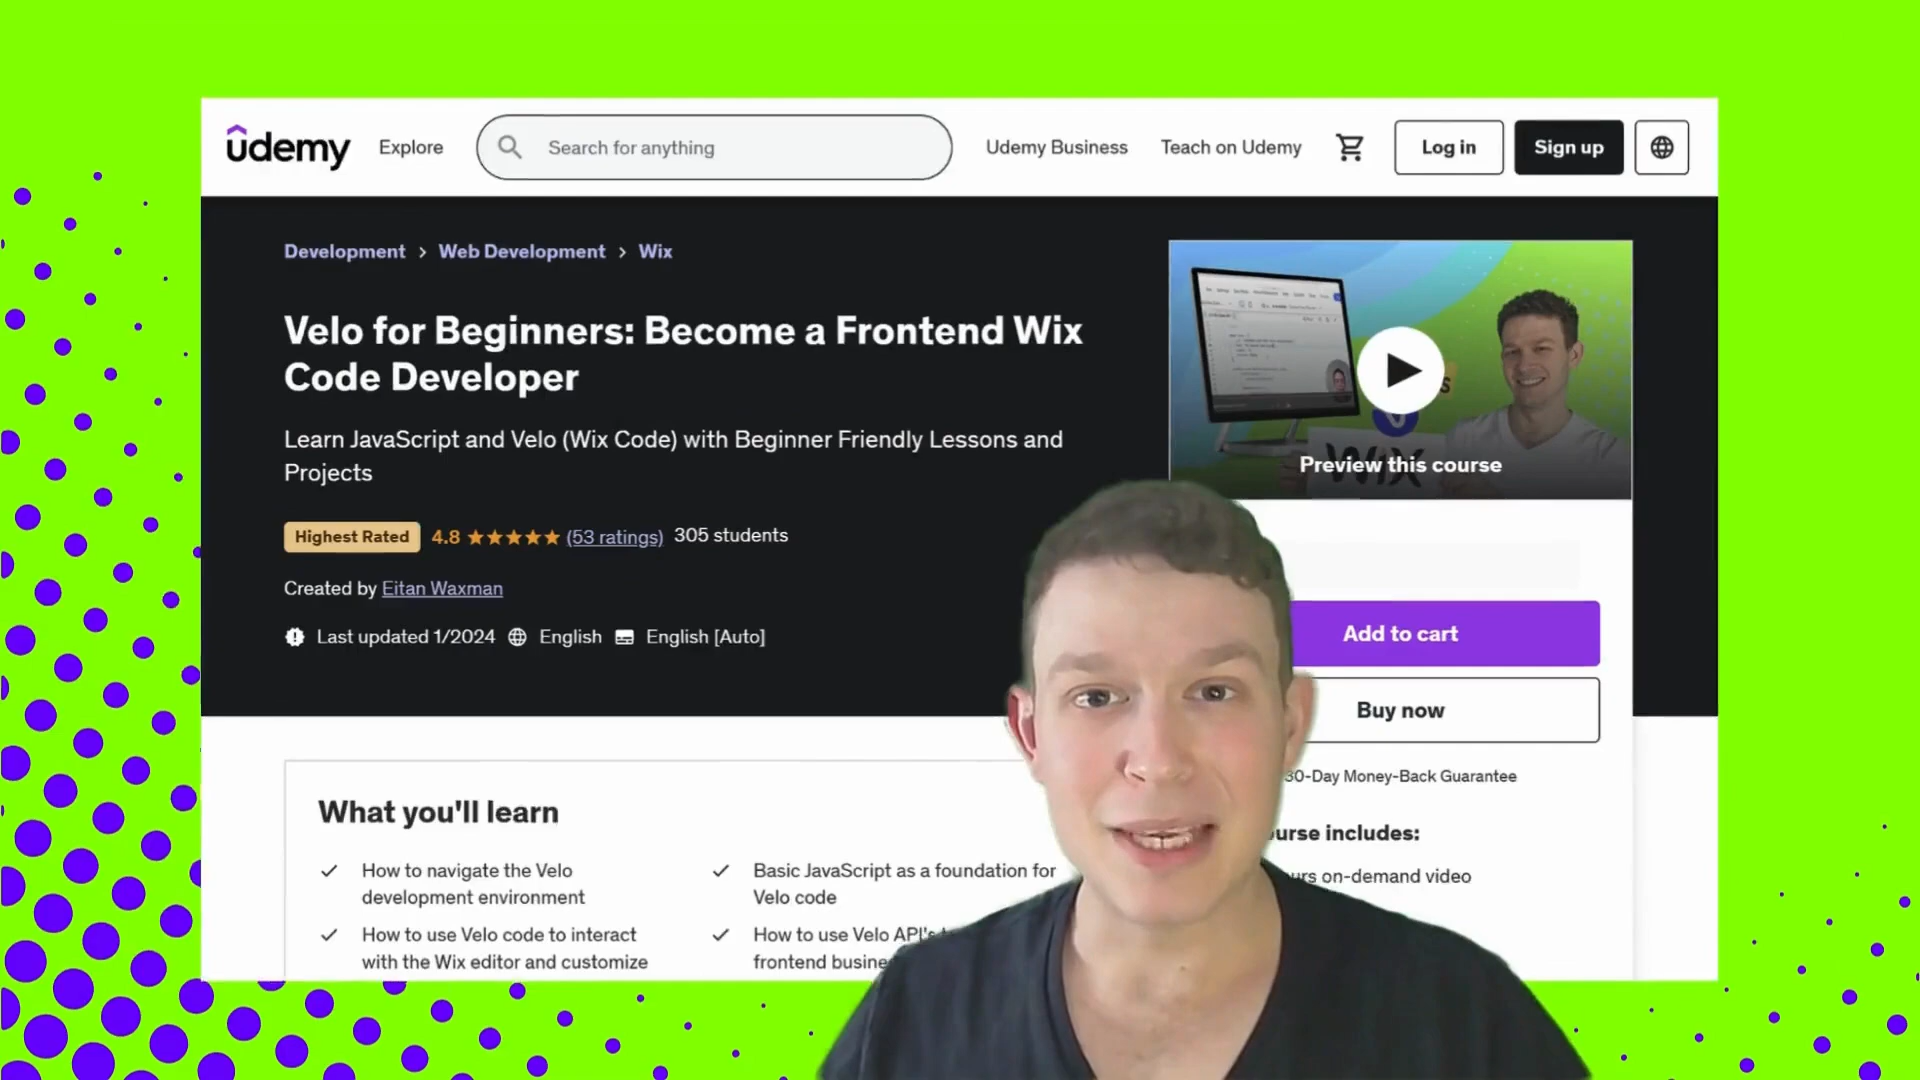 udemy
Explore
Search for anything
Udemy Business
Teach on Udemy
Log in
Sign up
Development > Web Development > Wix
Velo for Beginners: Become a Frontend Wix
Code Developer
Learn JavaScript and Velo (Wix Code) with Beginner Friendly Lessons and
Projects
Highest Rated 4.8 (53 ratings) 305 students
Created by Eitan Waxman
Last updated 1/2024 English English [Auto]
WIX
Preview this course
Add to cart
Buy now
30-Day Money-Back Guarantee
includes:
on-demand video
What you'll learn
How to navigate the Velo
development environment
How to use Velo code to interact
with the Wix editor and customize
Basic JavaScript as a foundation for
Velo code
How to use Velo API's
frontend